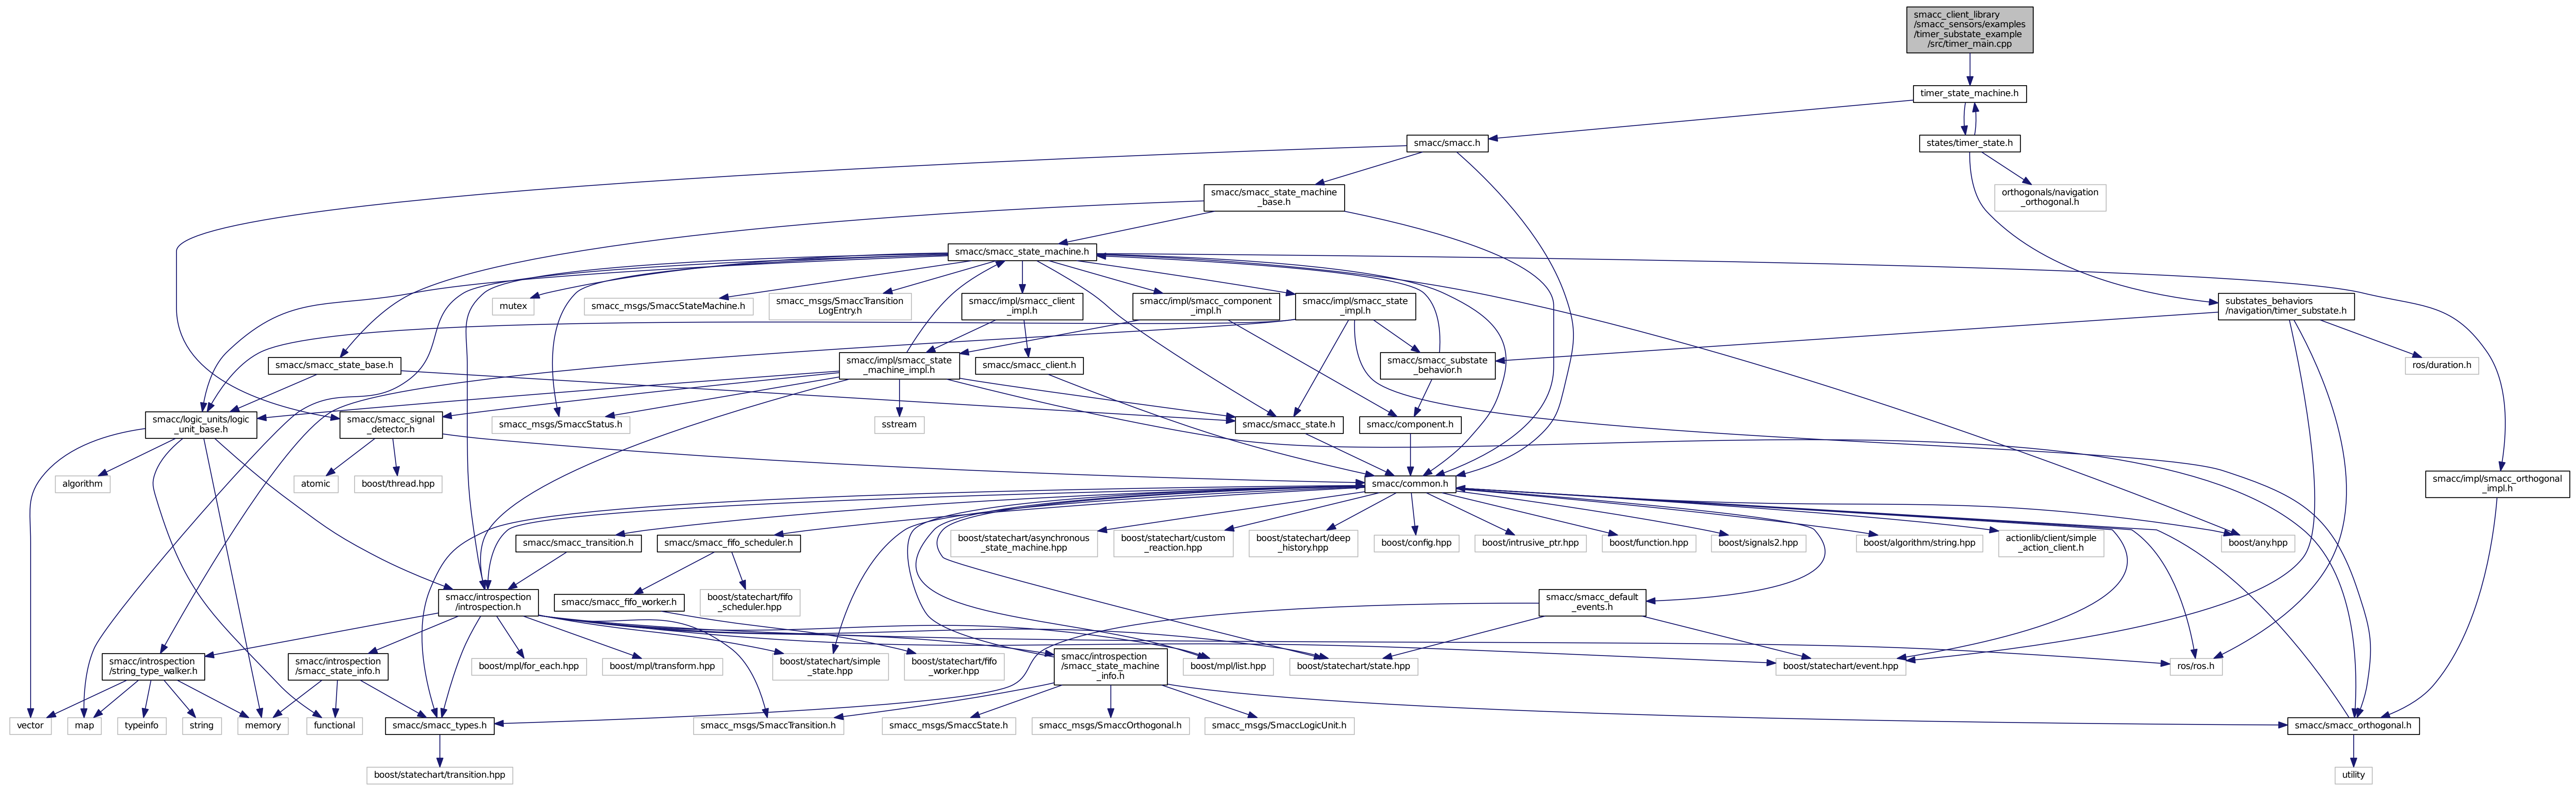 smacc_client_library
/smacc_sensors/examples
/timer_substate_example
/src/timer_main.cpp
timer_state_machine.h
smacc/smacc.h
states/timer_state.h
smacc/smacc_state_machine
_base.h
orthogonals/navigation
_orthogonal.h
smacc/smacc_state_machine.h
mutex
smacc_msgs/SmaccStateMachine.h
smacc_msgs/SmaccTransition
LogEntry.h
smacc/impl/smacc_client
_impl.h
smacc/impl/smacc_component
_impl.h
smacc/impl/smacc_state
_impl.h
substates_behaviors
/navigation/timer_substate.h
smacc/smacc_state_base.h
smacc/impl/smacc_state
_machine_impl.h
smacc/smacc_client.h
smacc/smacc_substate
_behavior.h
ros/duration.h
smacc/logic_units/logic
_unit_base.h
smacc/smacc_signal
_detector.h
smacc_msgs/SmaccStatus.h
sstream
smacc/smacc_state.h
smacc/component.h
algorithm
atomic
boost/thread.hpp
smacc/common.h
smacc/impl/smacc_orthogonal
_impl.h
smacc/smacc_transition.h
smacc/smacc_fifo_scheduler.h
boost/statechart/asynchronous
_state_machine.hpp
boost/statechart/custom
_reaction.hpp
boost/statechart/deep
_history.hpp
boost/config.hpp
boost/intrusive_ptr.hpp
boost/function.hpp
boost/signals2.hpp
boost/algorithm/string.hpp
actionlib/client/simple
_action_client.h
boost/any.hpp
smacc/introspection
/introspection.h
smacc/smacc_fifo_worker.h
boost/statechart/fifo
_scheduler.hpp
smacc/smacc_default
_events.h
smacc/introspection
/string_type_walker.h
smacc/introspection
/smacc_state_info.h
boost/mpl/for_each.hpp
boost/mpl/transform.hpp
boost/statechart/simple
_state.hpp
boost/statechart/fifo
_worker.hpp
smacc/introspection
/smacc_state_machine
_info.h
boost/mpl/list.hpp
boost/statechart/state.hpp
boost/statechart/event.hpp
ros/ros.h
vector
map
typeinfo
string
memory
functional
smacc/smacc_types.h
smacc_msgs/SmaccTransition.h
smacc_msgs/SmaccState.h
smacc_msgs/SmaccOrthogonal.h
smacc_msgs/SmaccLogicUnit.h
smacc/smacc_orthogonal.h
boost/statechart/transition.hpp
utility